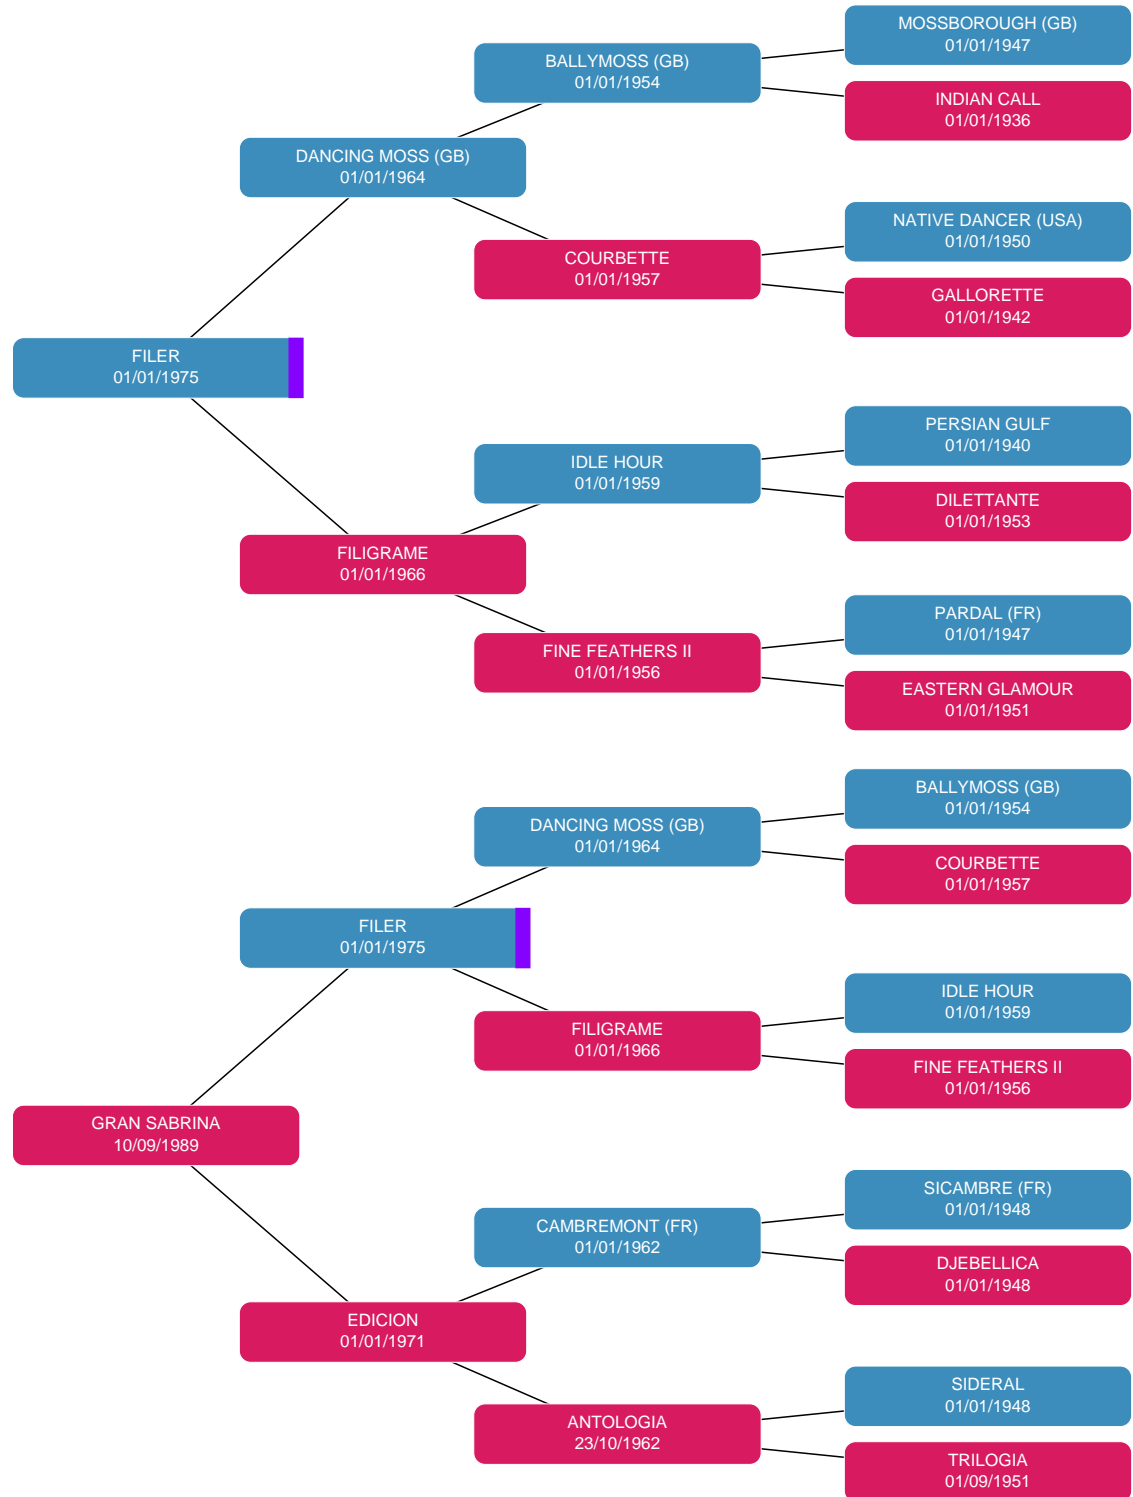 MOSSBOROUGH (GB)
01/01/1947
BALLYMOSS (GB)
01/01/1954
INDIAN CALL
01/01/1936
DANCING MOSS (GB)
01/01/1964
NATIVE DANCER (USA)
01/01/1950
COURBETTE
01/01/1957
GALLORETTE
01/01/1942
FILER
01/01/1975
PERSIAN GULF
01/01/1940
IDLE HOUR
01/01/1959
DILETTANTE
01/01/1953
FILIGRAME
01/01/1966
PARDAL (FR)
01/01/1947
FINE FEATHERS II
01/01/1956
EASTERN GLAMOUR
01/01/1951
BALLYMOSS (GB)
01/01/1954
DANCING MOSS (GB)
01/01/1964
COURBETTE
01/01/1957
FILER
01/01/1975
IDLE HOUR
01/01/1959
FILIGRAME
01/01/1966
FINE FEATHERS II
01/01/1956
GRAN SABRINA
10/09/1989
SICAMBRE (FR)
01/01/1948
CAMBREMONT (FR)
01/01/1962
DJEBELLICA
01/01/1948
EDICION
01/01/1971
SIDERAL
01/01/1948
ANTOLOGIA
23/10/1962
TRILOGIA
01/09/1951